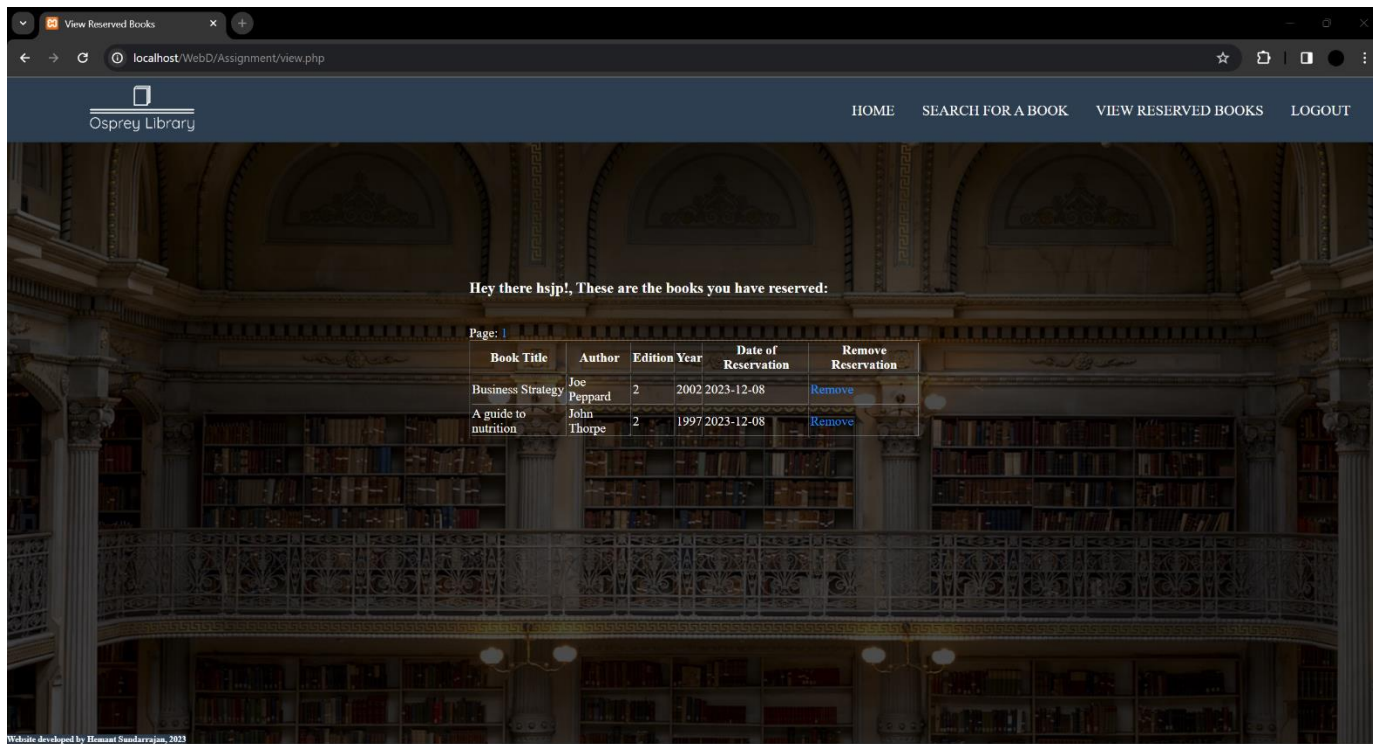 View Reserved Books
localhost/WebD/Assignment/view.php
Osprey Library
HOME SEARCH FOR A BOOK VIEW RESERVED BOOKS LOGOUT
Hey there hsjp!, These are the books you have reserved:
Page: 1
Book Title Author Edition Year Date of Reservation Remove Reservation
Business Strategy Joe Peppard 2 2002 2023-12-08 Remove
A guide to nutrition John Thorpe 2 1997 2023-12-08 Remove
Website developed by Hemant Sundarrajan, 2023